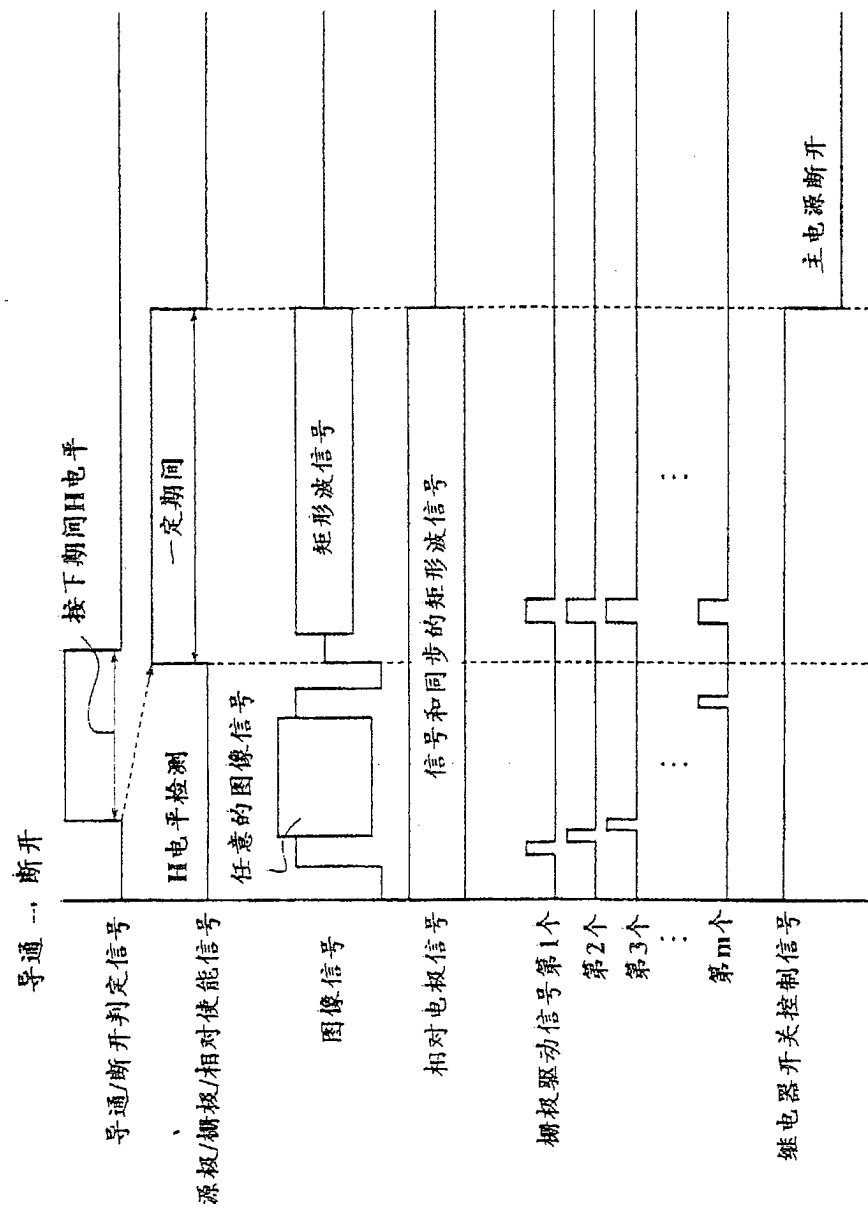 导通 --, 断开
导通/断开判定信号
按下期间H电平
源极/栅极/相对使能信号
H电平检测
一定期间
图像信号
任意的图像信号
矩形波信号
相对电极信号
信号和同步的矩形波信号
栅极驱动信号第1个
第2个
第3个
⋮
⋮
⋮
第m个
继电器开关控制信号
主电源断开